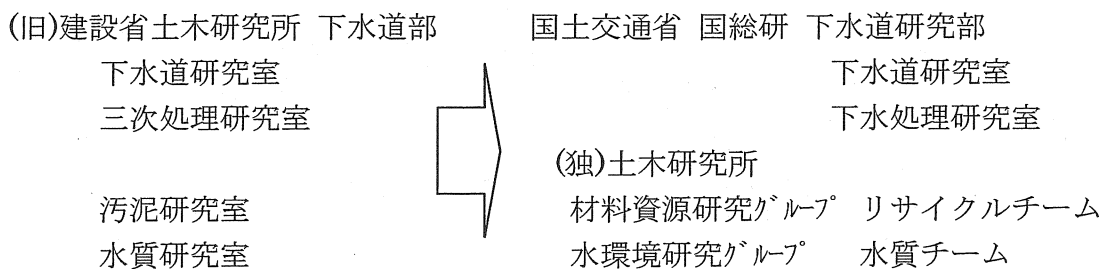 (旧)建設省土木研究所 下水道部 国土交通省 国総研 下水道研究部
下水道研究室 下水道研究室
三次処理研究室 下水処理研究室
(独)土木研究所
汚泥研究室 材料資源研究ｸﾞﾙｰﾌﾟ リサイクルチーム
水質研究室 水環境研究ｸﾞﾙｰﾌﾟ 水質チーム